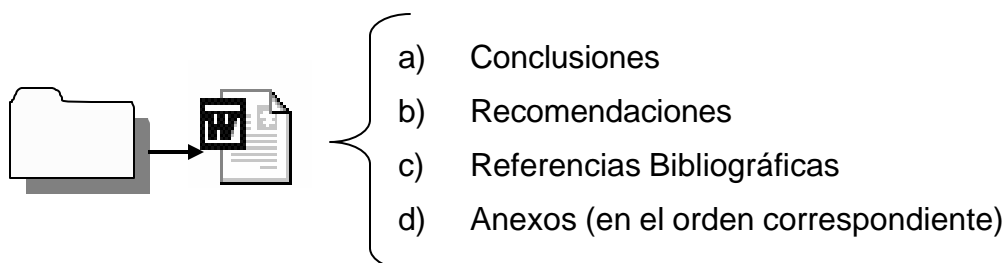 a) Conclusiones
b) Recomendaciones
W
c) Referencias Bibliográficas
d) Anexos (en el orden correspondiente)